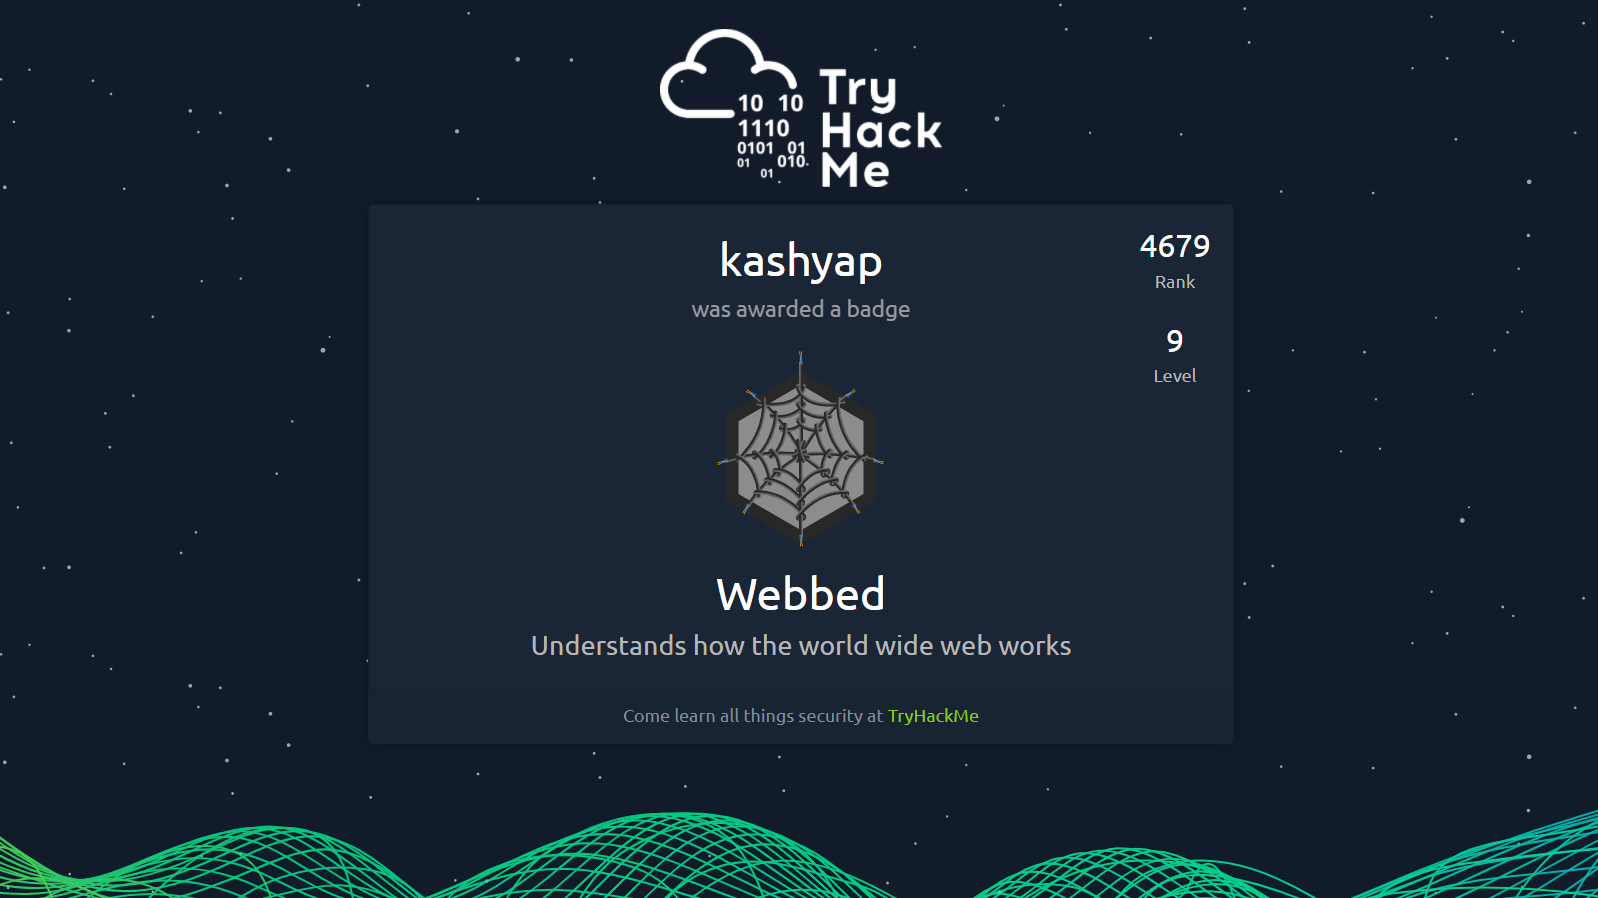 10 10
1110
0101 01
01 010
01
Try
Hack
Me
kashyap
was awarded a badge
4679
Rank
9
Level
Webbed
Understands how the world wide web works
Come learn all things security at TryHackMe